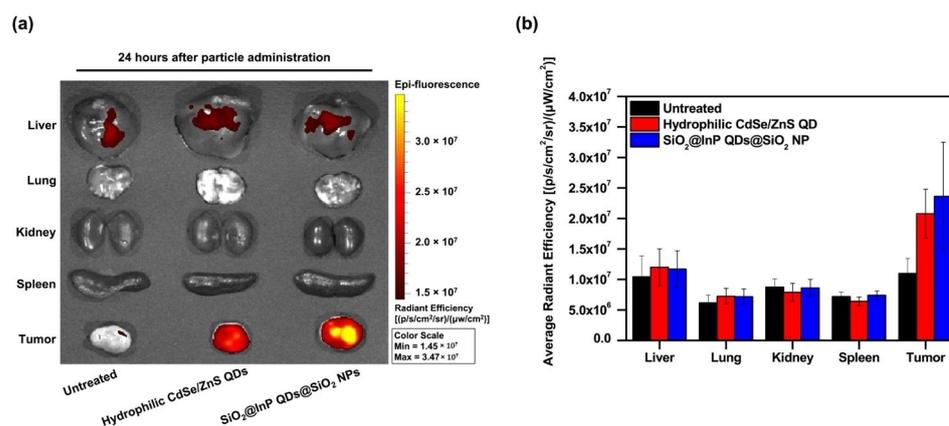 (a)
24 hours after particle administration
Liver
Lung
Kidney
Spleen
Tumor
Untreated
Hydrophilic CdSe/ZnS QDs
SiO₂@InP QDs@SiO₂ NPs
Epi-fluorescence
3.0 × 10⁷
2.5 × 10⁷
2.0 × 10⁷
1.5 × 10⁷
Radiant Efficiency
[(p/s/cm²/sr)/(μw/cm²)]
Color Scale
Min = 1.45 × 10⁷
Max = 3.47 × 10⁷
(b)
Average Radiant Efficiency [(p/s/cm²/sr)/(μW/cm²)]
4.0x10⁷
3.5x10⁷
3.0x10⁷
2.5x10⁷
2.0x10⁷
1.5x10⁷
1.0x10⁷
5.0x10⁶
0.0
Untreated
Hydrophilic CdSe/ZnS QD
SiO₂@InP QDs@SiO₂ NP
Liver
Lung
Kidney
Spleen
Tumor